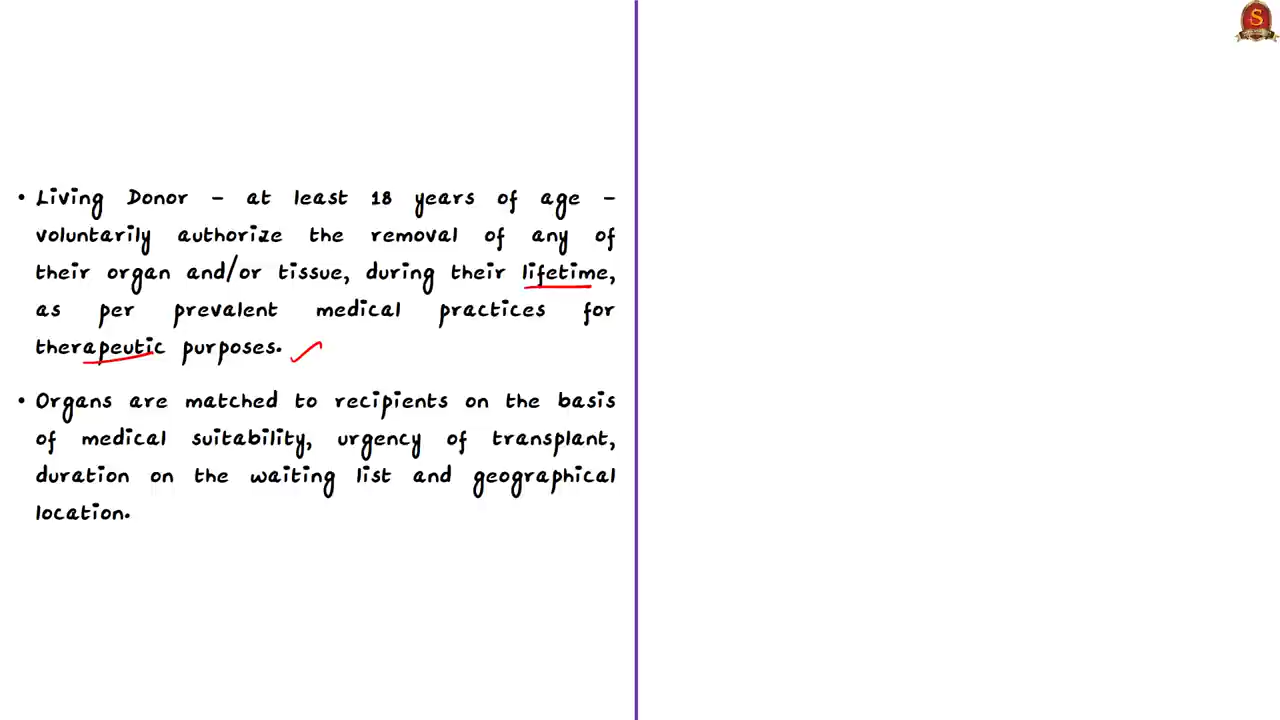 • Living Donor – at least 18 years of age –
voluntarily authorize the removal of any of
their organ and/or tissue, during their lifetime,
as per prevalent medical practices for
therapeutic purposes.
• Organs are matched to recipients on the basis
of medical suitability, urgency of transplant,
duration on the waiting list and geographical
location.
S